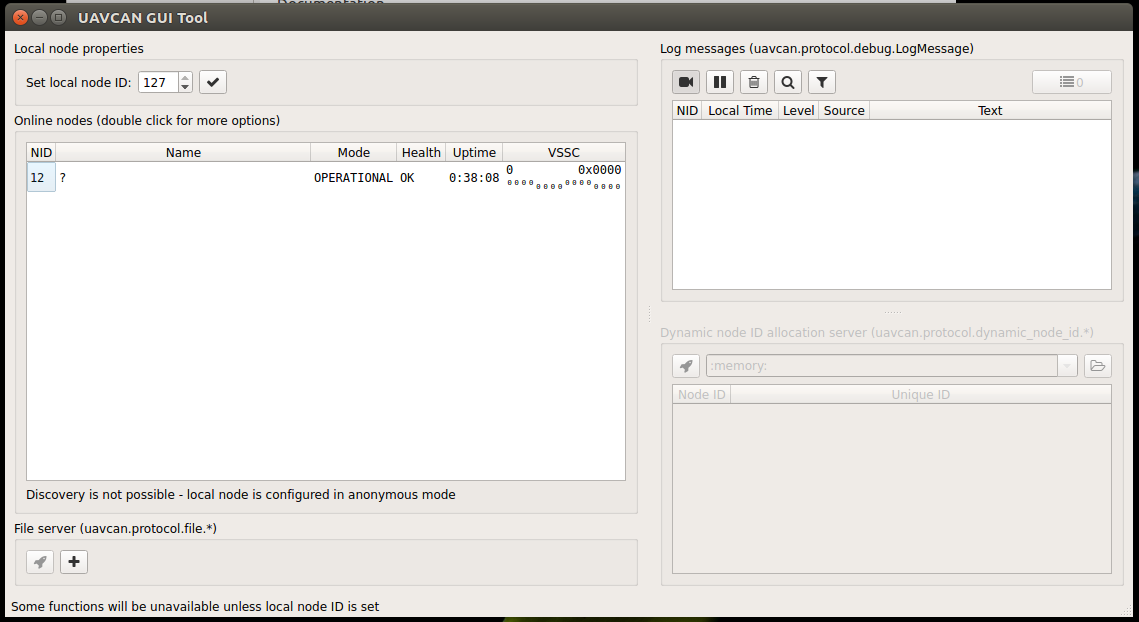 Documentation
UAVCAN GUI Tool
Local node properties
Set local node ID: 127
Online nodes (double click for more options)
NID Name Mode Health Uptime VSSC
12 ? OPERATIONAL OK 0:38:08 0 0x0000
⁰⁰⁰⁰₀₀₀₀⁰⁰⁰⁰₀₀₀₀
Discovery is not possible - local node is configured in anonymous mode
File server (uavcan.protocol.file.*)
Log messages (uavcan.protocol.debug.LogMessage)
0
NID Local Time Level Source Text
Dynamic node ID allocation server (uavcan.protocol.dynamic_node_id.*)
:memory:
Node ID Unique ID
Some functions will be unavailable unless local node ID is set